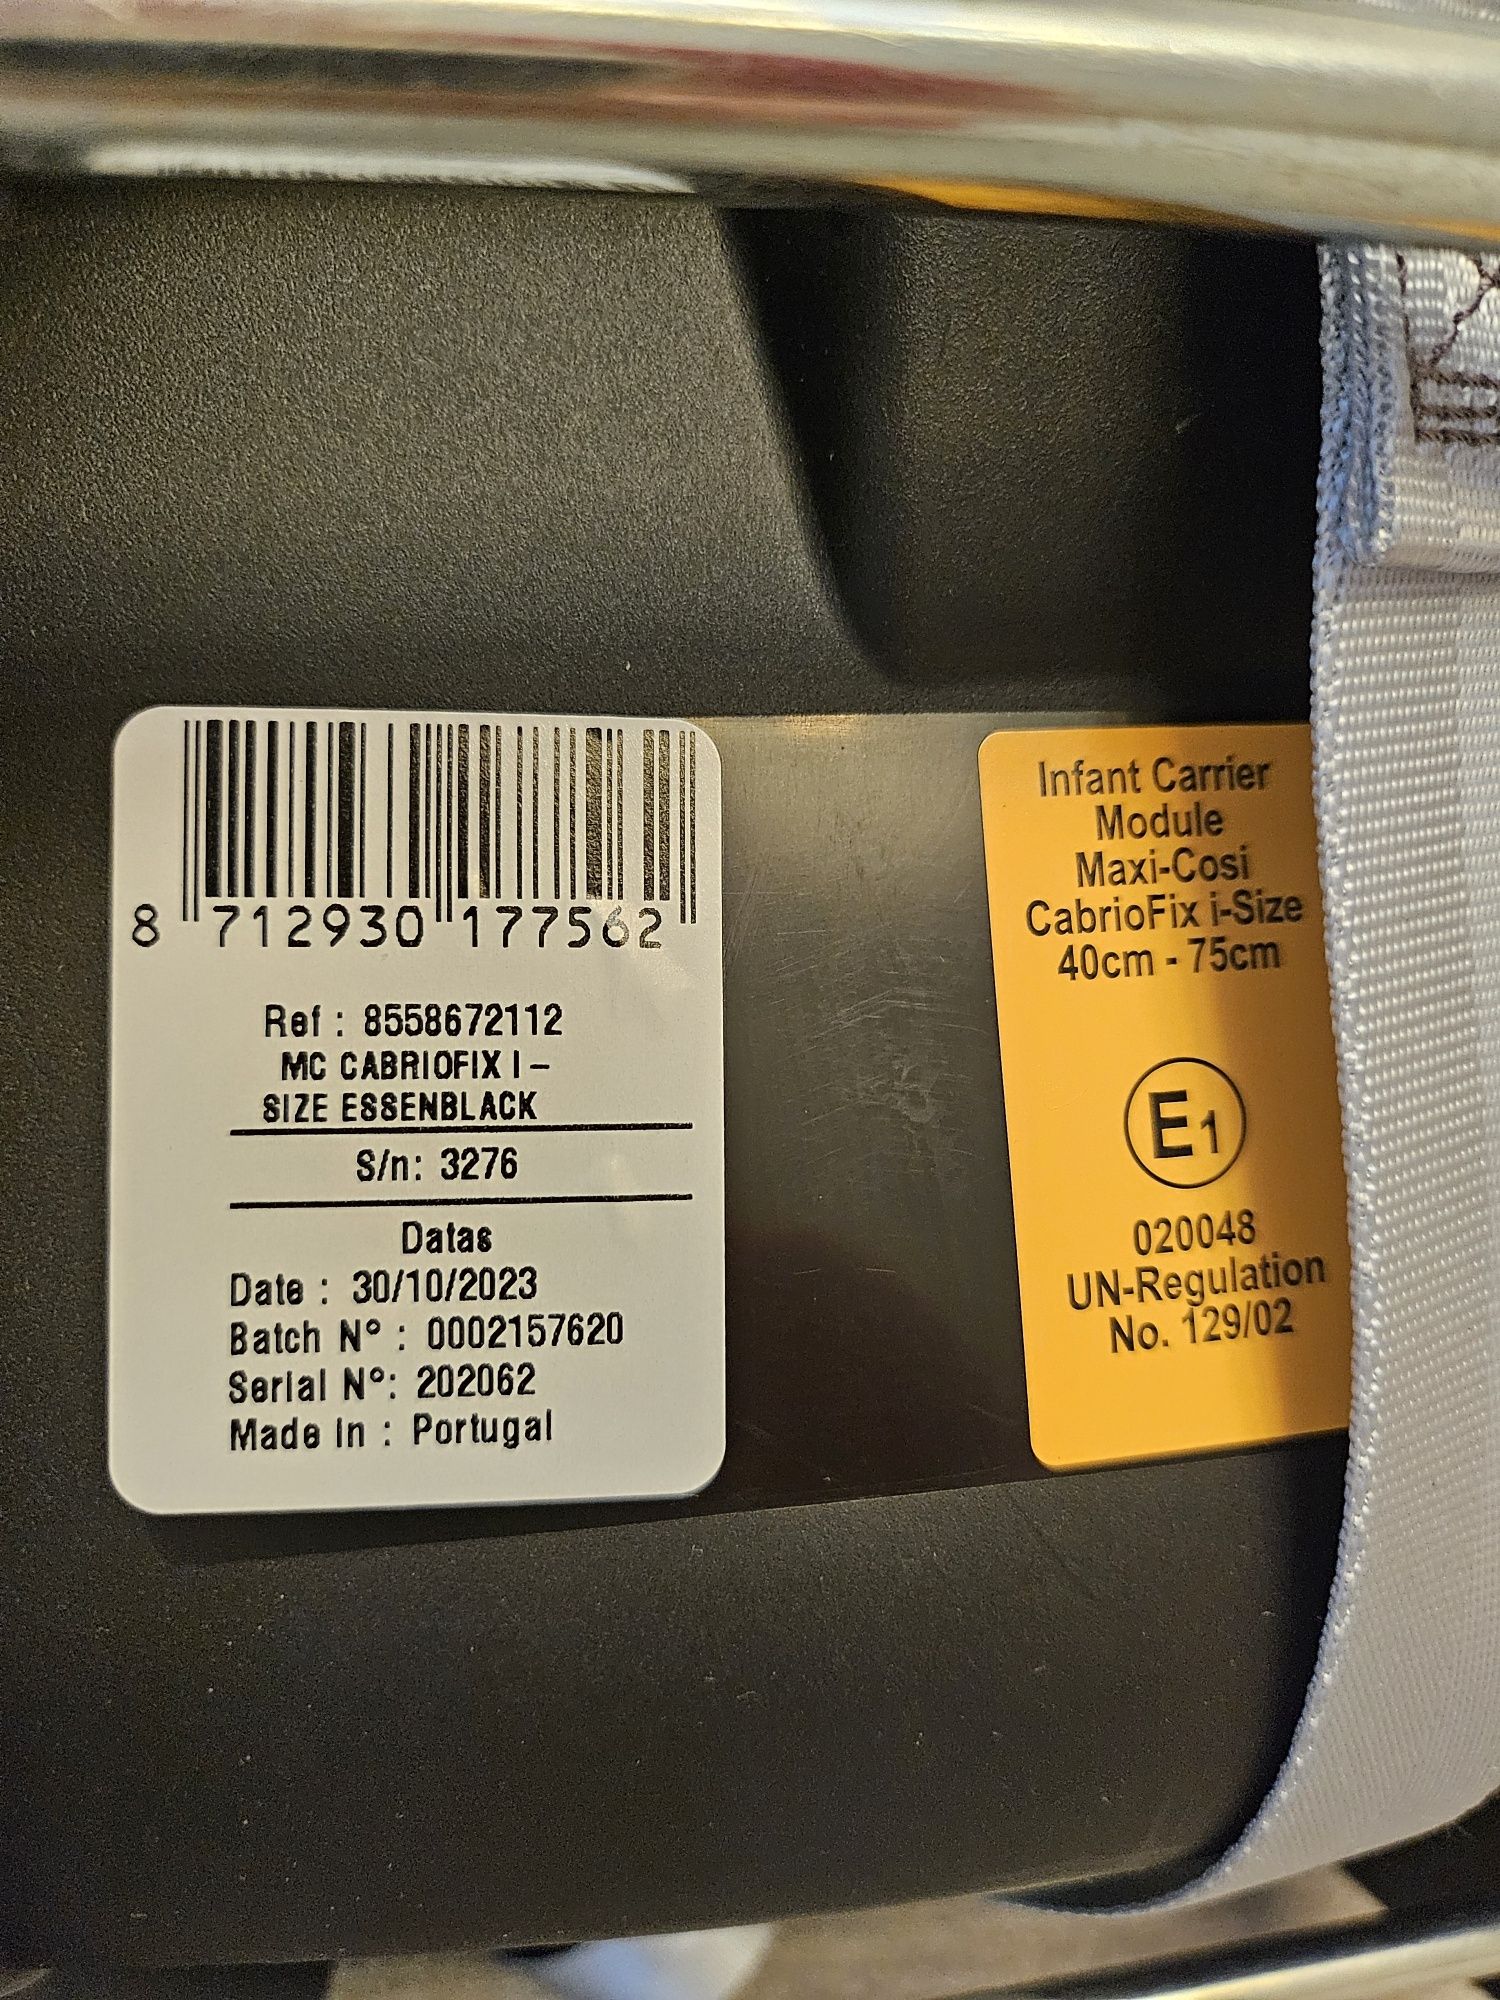 8 712930 177562
Ref : 8558672112
MC CABRIOFIX I -
SIZE ESSENBLACK
S/n: 3276
Datas
Date : 30/10/2023
Batch N° : 0002157620
Serial N°: 202062
Made In : Portugal
Infant Carrier
Module
Maxi-Cosi
CabrioFix i-Size
40cm - 75cm
E1
020048
UN-Regulation
No. 129/02